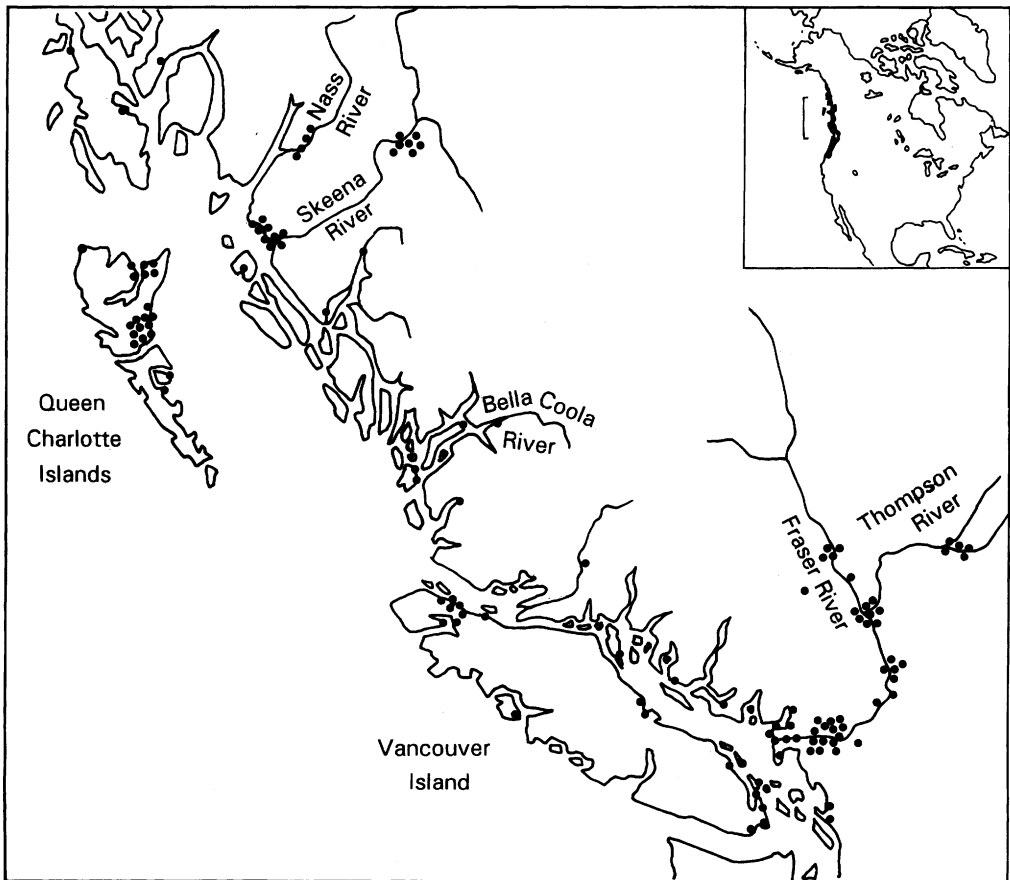 Nass
River
Skeena
River
Queen
Charlotte
Islands
Bella Coola
River
Thompson
River
Fraser River
Vancouver
Island